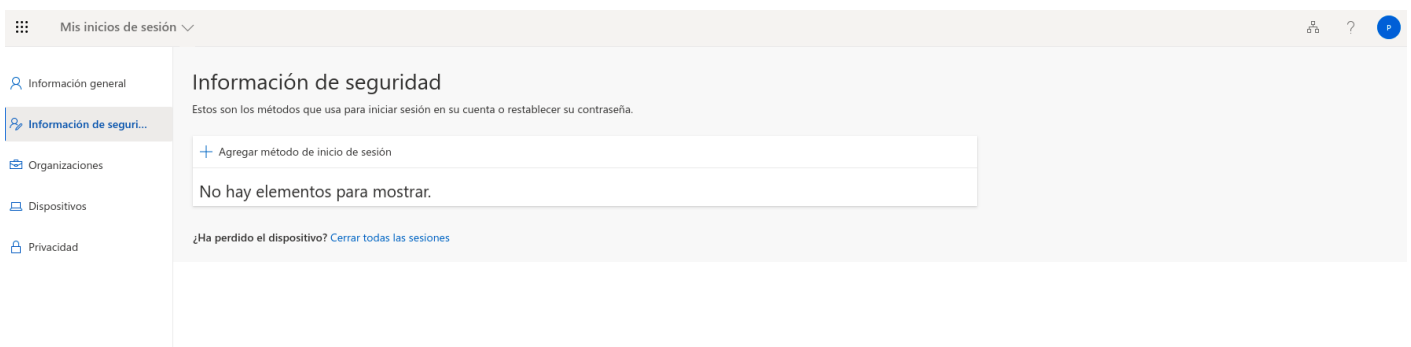 Mis inicios de sesión
?
P
Información general
Información de seguri...
Organizaciones
Dispositivos
Privacidad
Información de seguridad
Estos son los métodos que usa para iniciar sesión en su cuenta o restablecer su contraseña.
Agregar método de inicio de sesión
No hay elementos para mostrar.
¿Ha perdido el dispositivo? Cerrar todas las sesiones